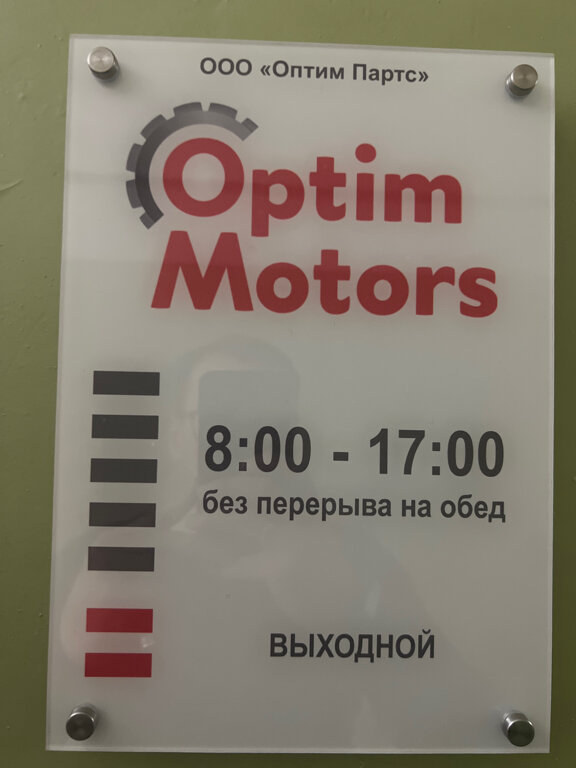 ООО «Оптим Партс»
Optim
Motors
8:00 - 17:00
без перерыва на обед
ВЫХОДНОЙ